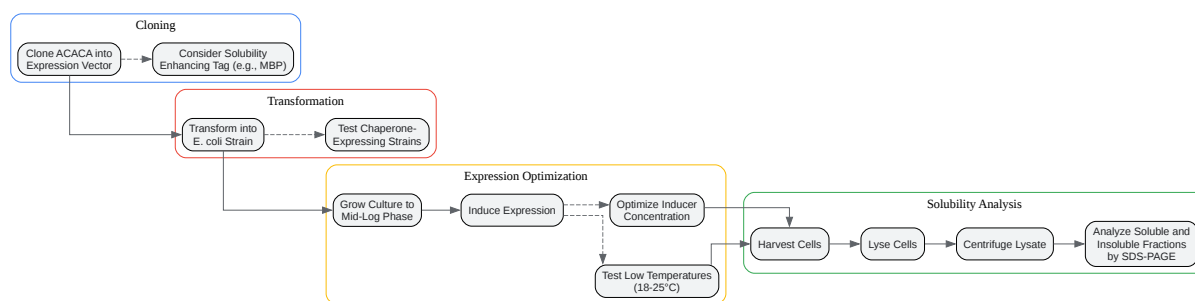 Cloning
Clone ACACA into
Expression Vector
Consider Solubility
Enhancing Tag (e.g., MBP)
Transformation
Transform into
E. coli Strain
Test Chaperone-
Expressing Strains
Expression Optimization
Grow Culture to
Mid-Log Phase
Induce Expression
Optimize Inducer
Concentration
Test Low Temperatures
(18-25°C)
Solubility Analysis
Harvest Cells
Lyse Cells
Centrifuge Lysate
Analyze Soluble and
Insoluble Fractions
by SDS-PAGE